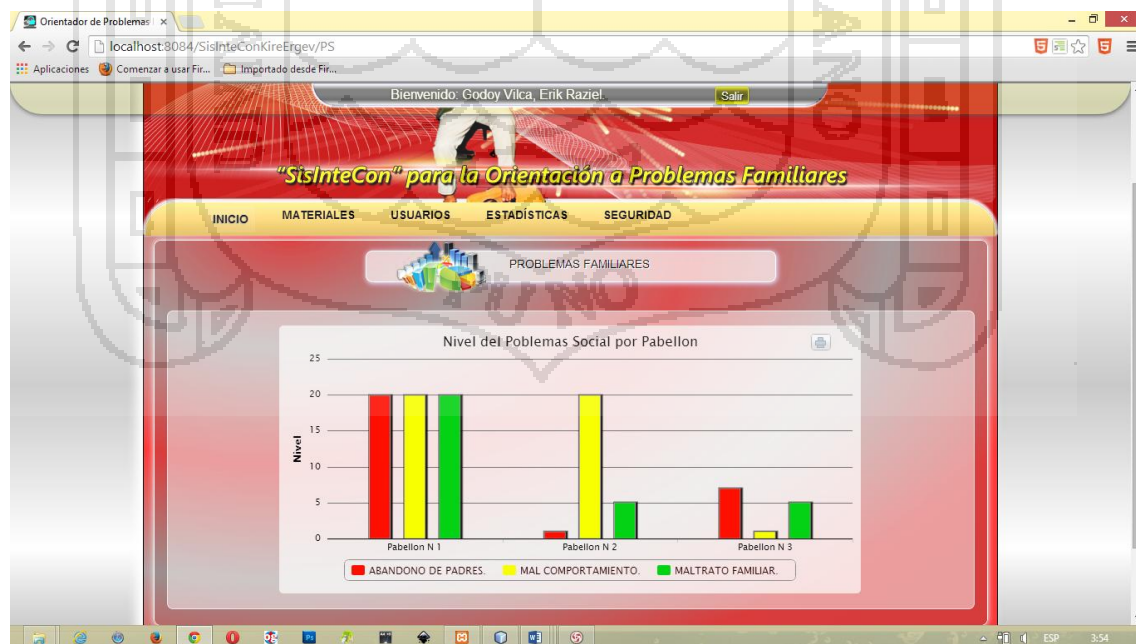 Orientador de Problemas
localhost:8084/SisInteConKireErgev/PS
Aplicaciones Comenzar a usar Fir... Importado desde Fir...
Bienvenido: Godoy Vilca, Erik Raziel. Salir
"SisInteCon" para la Orientación a Problemas Familiares
INICIO MATERIALES USUARIOS ESTADÍSTICAS SEGURIDAD
PROBLEMAS FAMILIARES
Nivel del Poblemas Social por Pabellon
25
20
15
10
5
0
Nivel
Pabellon N 1 Pabellon N 2 Pabellon N 3
ABANDONO DE PADRES. MAL COMPORTAMIENTO. MALTRATO FAMILIAR.
ESP 3:54